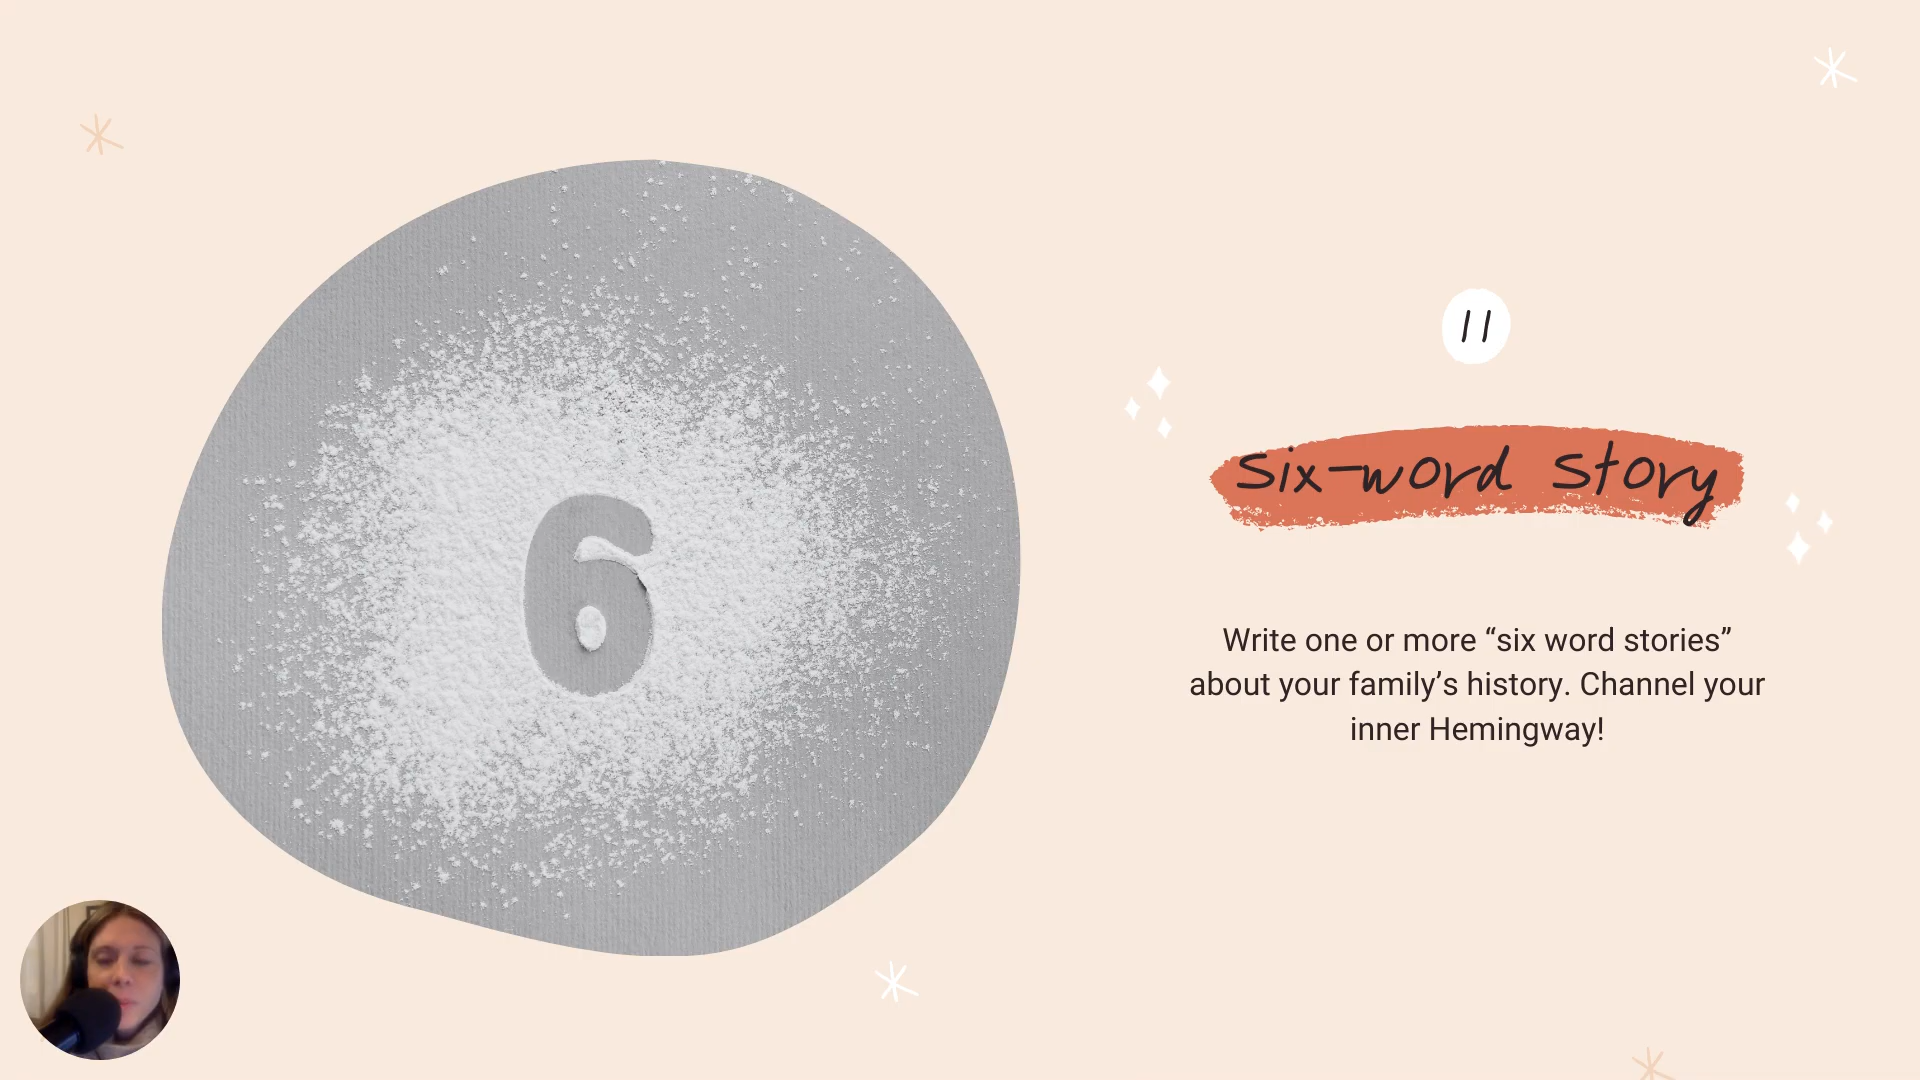 6
11
Six-word Story
Write one or more “six word stories”
about your family’s history. Channel your
inner Hemingway!